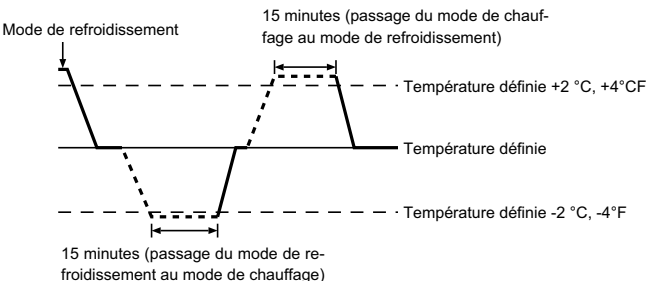 15 minutes (passage du mode de chauf-
fage au mode de refroidissement)
Mode de refroidissement
Température définie +2 °C, +4°CF
Température définie
Température définie -2 °C, -4°F
15 minutes (passage du mode de re-
froidissement au mode de chauffage)